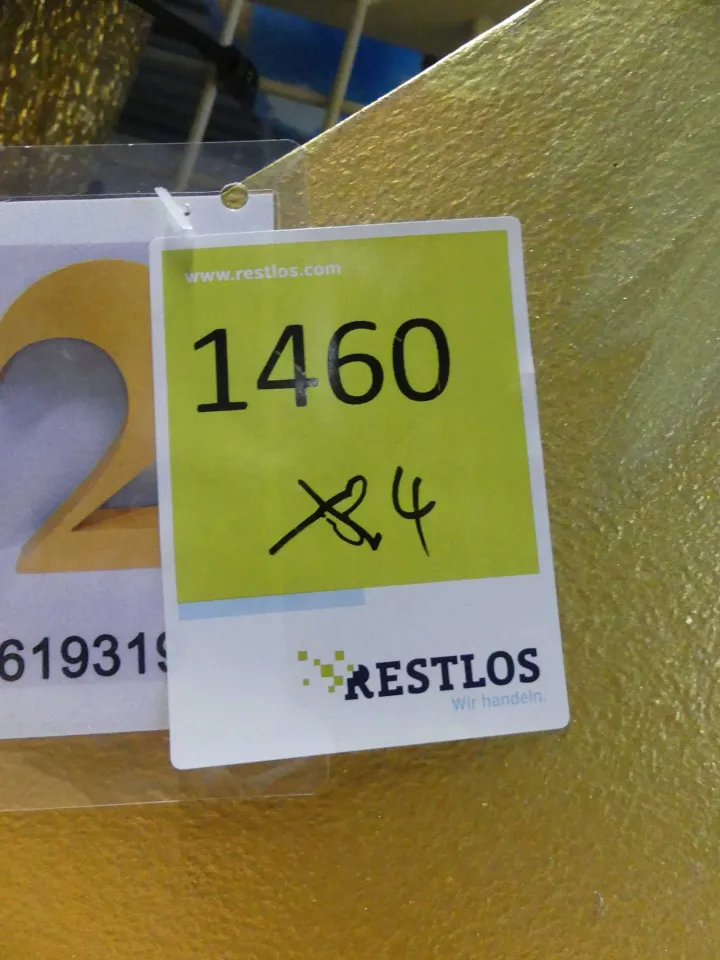 www.restlos.com
1460
X 4
2
619319
RESTLOS
Wir handeln.